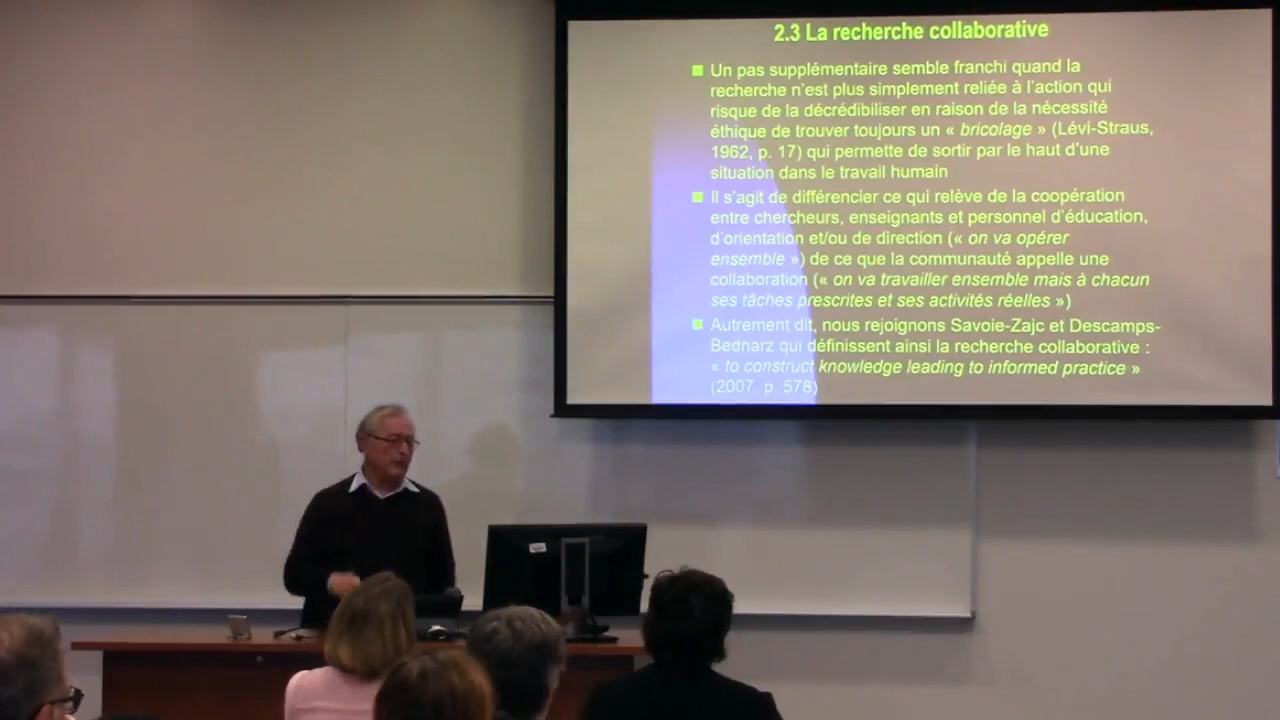 2.3 La recherche collaborative
Un pas supplémentaire semble franchi quand la
recherche n'est plus simplement reliée à l'action qui
risque de la décrédibiliser en raison de la nécessité
éthique de trouver toujours un « bricolage » (Lévi-Straus,
1962, p. 17) qui permette de sortir par le haut d'une
situation dans le travail humain
Il s'agit de différencier ce qui relève de la coopération
entre chercheurs, enseignants et personnel d'éducation,
d'orientation et/ou de direction (« on va opérer
ensemble ») de ce que la communauté appelle une
collaboration (« on va travailler ensemble mais à chacun
ses tâches prescrites et ses activités réelles »)
Autrement dit, nous rejoignons Savoie-Zajc et Descamps-
Bednarz qui définissent ainsi la recherche collaborative :
« to construct knowledge leading to informed practice »
(2007, p. 578)